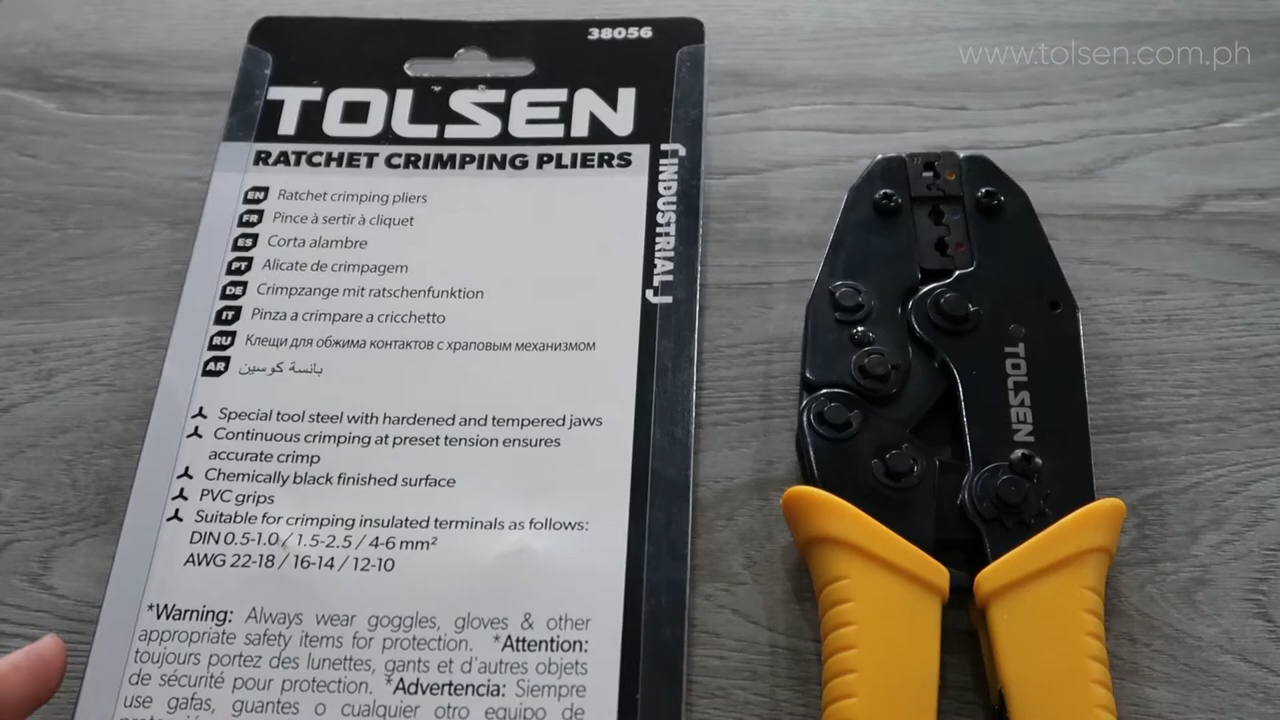 38056
www.tolsen.com.ph
TOLSEN
RATCHET CRIMPING PLIERS
INDUSTRIAL
EN Ratchet crimping pliers
FR Pince à sertir à cliquet
ES Corta alambre
PT Alicate de crimpagem
DE Crimpzange mit ratschenfunktion
IT Pinza a crimpare a cricchetto
RU Клещи для обжима контактов с храповым механизмом
AR بانسة كوسين
Special tool steel with hardened and tempered jaws
Continuous crimping at preset tension ensures
accurate crimp
Chemically black finished surface
PVC grips
Suitable for crimping insulated terminals as follows:
DIN 0.5-1.0 / 1.5-2.5 / 4-6 mm²
AWG 22-18 / 16-14 / 12-10
*Warning: Always wear goggles, gloves & other
appropriate safety items for protection. *Attention:
toujours portez des lunettes, gants et d'autres objets
de sécurité pour protection. *Advertencia: Siempre
use gafas, guantes o cualquier otro equipo de
TOLSEN